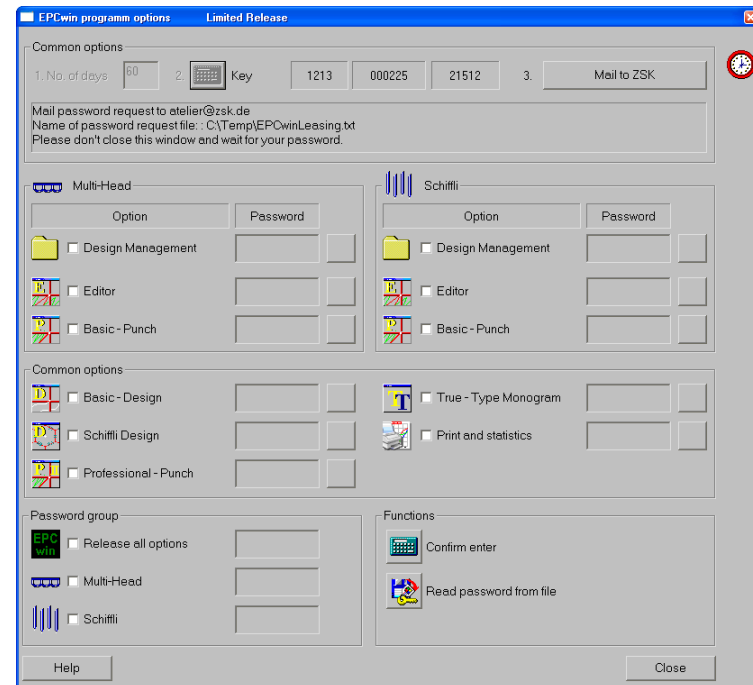 EPCwin programm options Limited Release
Common options
1. No. of days 60 2. Key 1213 000225 21512 3. Mail to ZSK
Mail password request to atelier@zsk.de
Name of password request file: : C:\Temp\EPCwinLeasing.txt
Please don't close this window and wait for your password.
Multi-Head
Option Password
Design Management
Editor
Basic - Punch
Schiffli
Option Password
Design Management
Editor
Basic - Punch
Common options
Basic - Design
Schiffli Design
Professional - Punch
True - Type Monogram
Print and statistics
Password group
EPC
win
Release all options
Multi-Head
Schiffli
Functions
Confirm enter
Read password from file
Help
Close